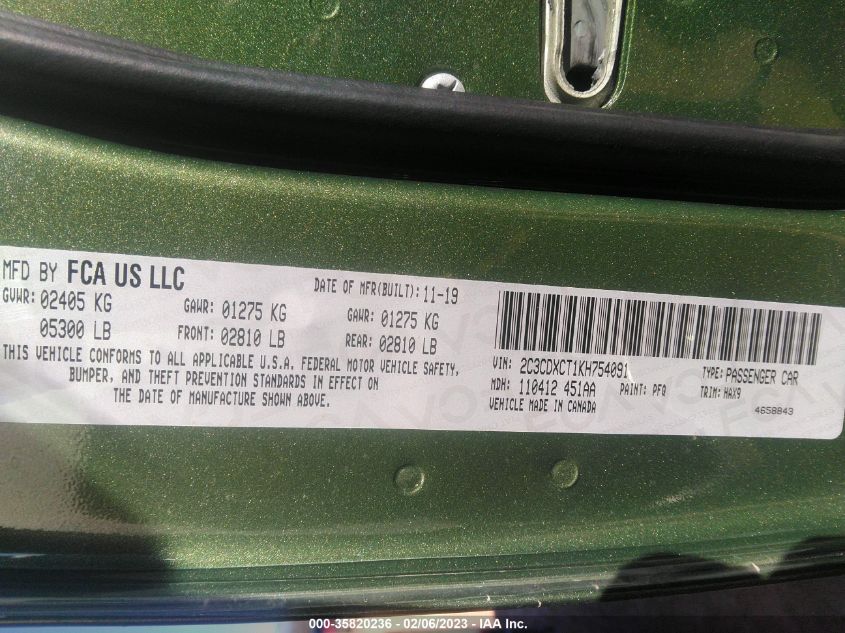 MFD BY FCA US LLC
DATE OF MFR(BUILT): 11-19
GVWR: 02405 KG
GAWR: 01275 KG
GAWR: 01275 KG
05300 LB
FRONT: 02810 LB
REAR: 02810 LB
THIS VEHICLE CONFORMS TO ALL APPLICABLE U.S.A. FEDERAL MOTOR VEHICLE SAFETY,
BUMPER, AND THEFT PREVENTION STANDARDS IN EFFECT ON
THE DATE OF MANUFACTURE SHOWN ABOVE.
VIN: 2C3CDXCT1KH754091
TYPE: PASSENGER CAR
MDH: 110412 451AA
PAINT: PFQ
TRIM: HAX9
VEHICLE MADE IN CANADA
4658843
000-35820236 - 02/06/2023 - IAA Inc.